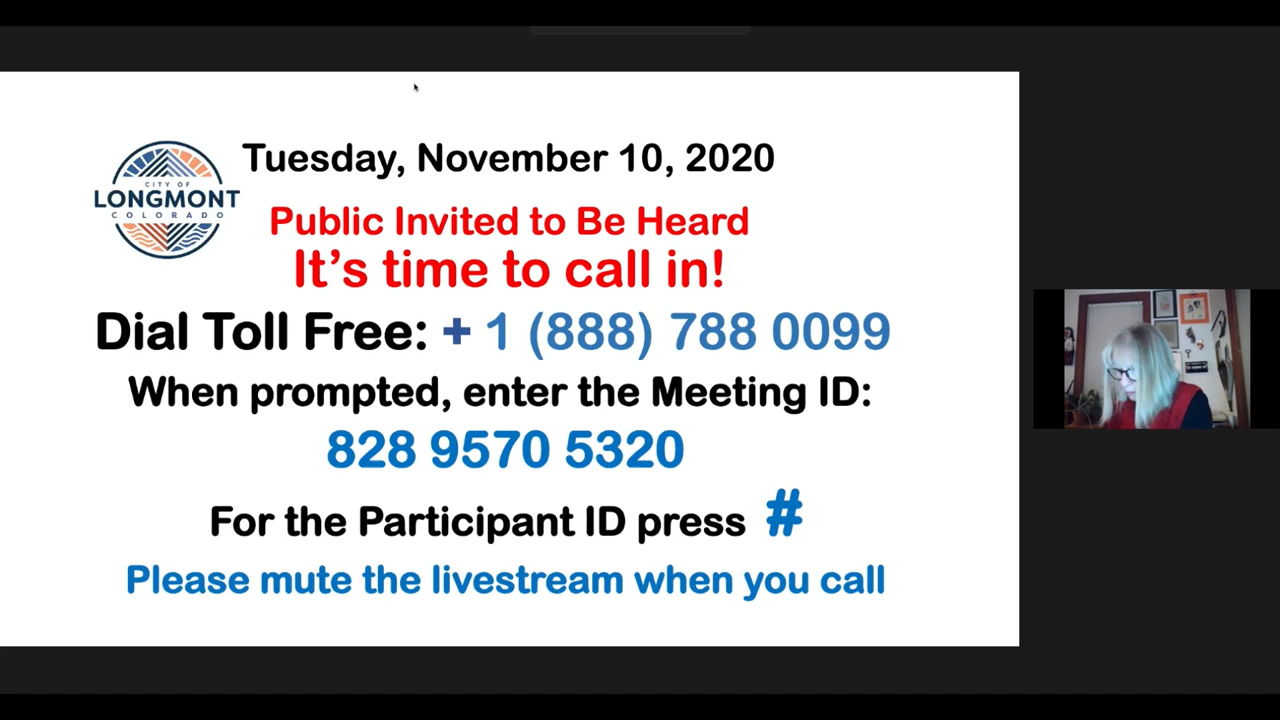 Tuesday, November 10, 2020
CITY OF
LONGMONT
COLORADO
Public Invited to Be Heard
It's time to call in!
Dial Toll Free: + 1 (888) 788 0099
When prompted, enter the Meeting ID:
828 9570 5320
For the Participant ID press #
Please mute the livestream when you call